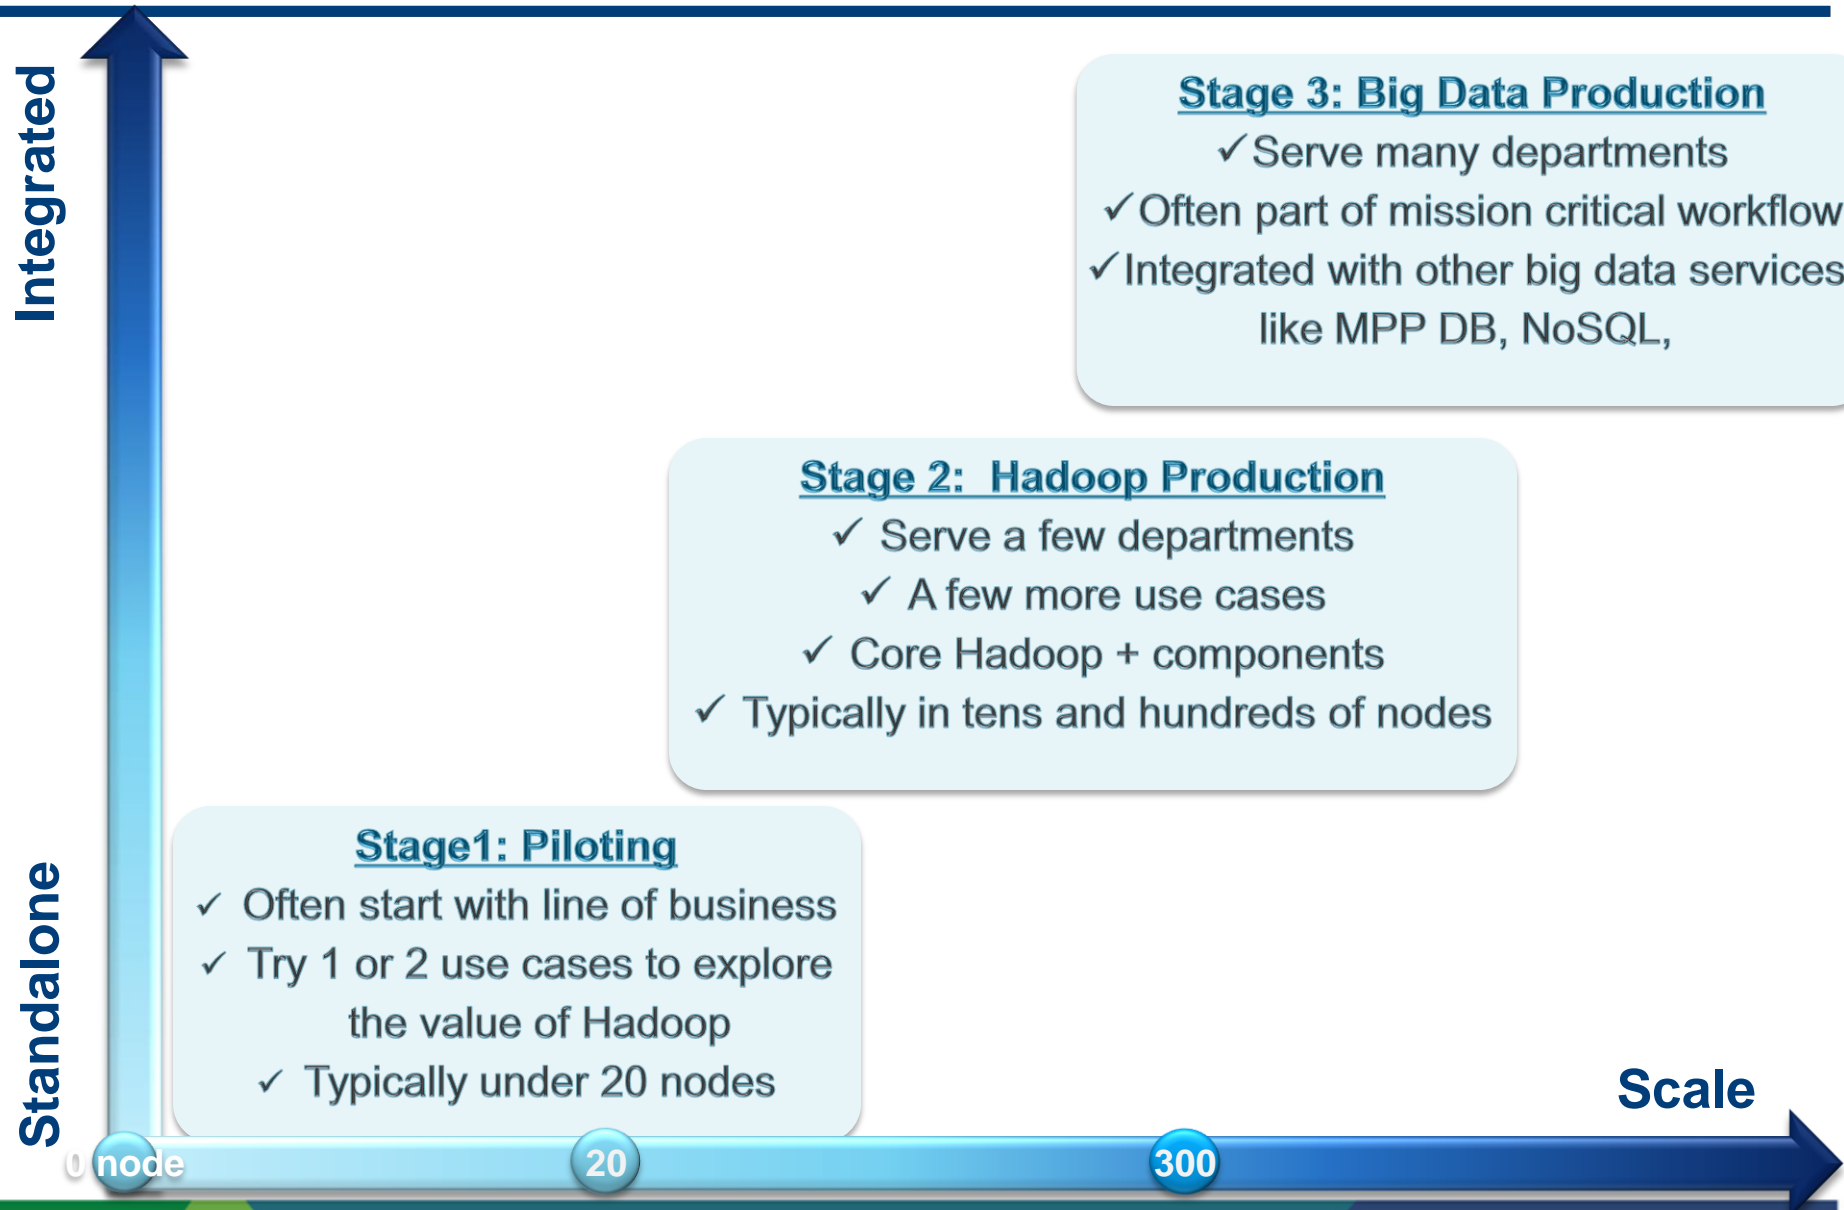 Integrated
Stage 3: Big Data Production
✓Serve many departments
✓Often part of mission critical workflow
✓Integrated with other big data services
like MPP DB, NoSQL,
Stage 2: Hadoop Production
✓ Serve a few departments
✓ A few more use cases
✓ Core Hadoop + components
✓ Typically in tens and hundreds of nodes
Standalone
Stage1: Piloting
✓ Often start with line of business
✓ Try 1 or 2 use cases to explore
the value of Hadoop
✓ Typically under 20 nodes
Scale
0 node
20
300